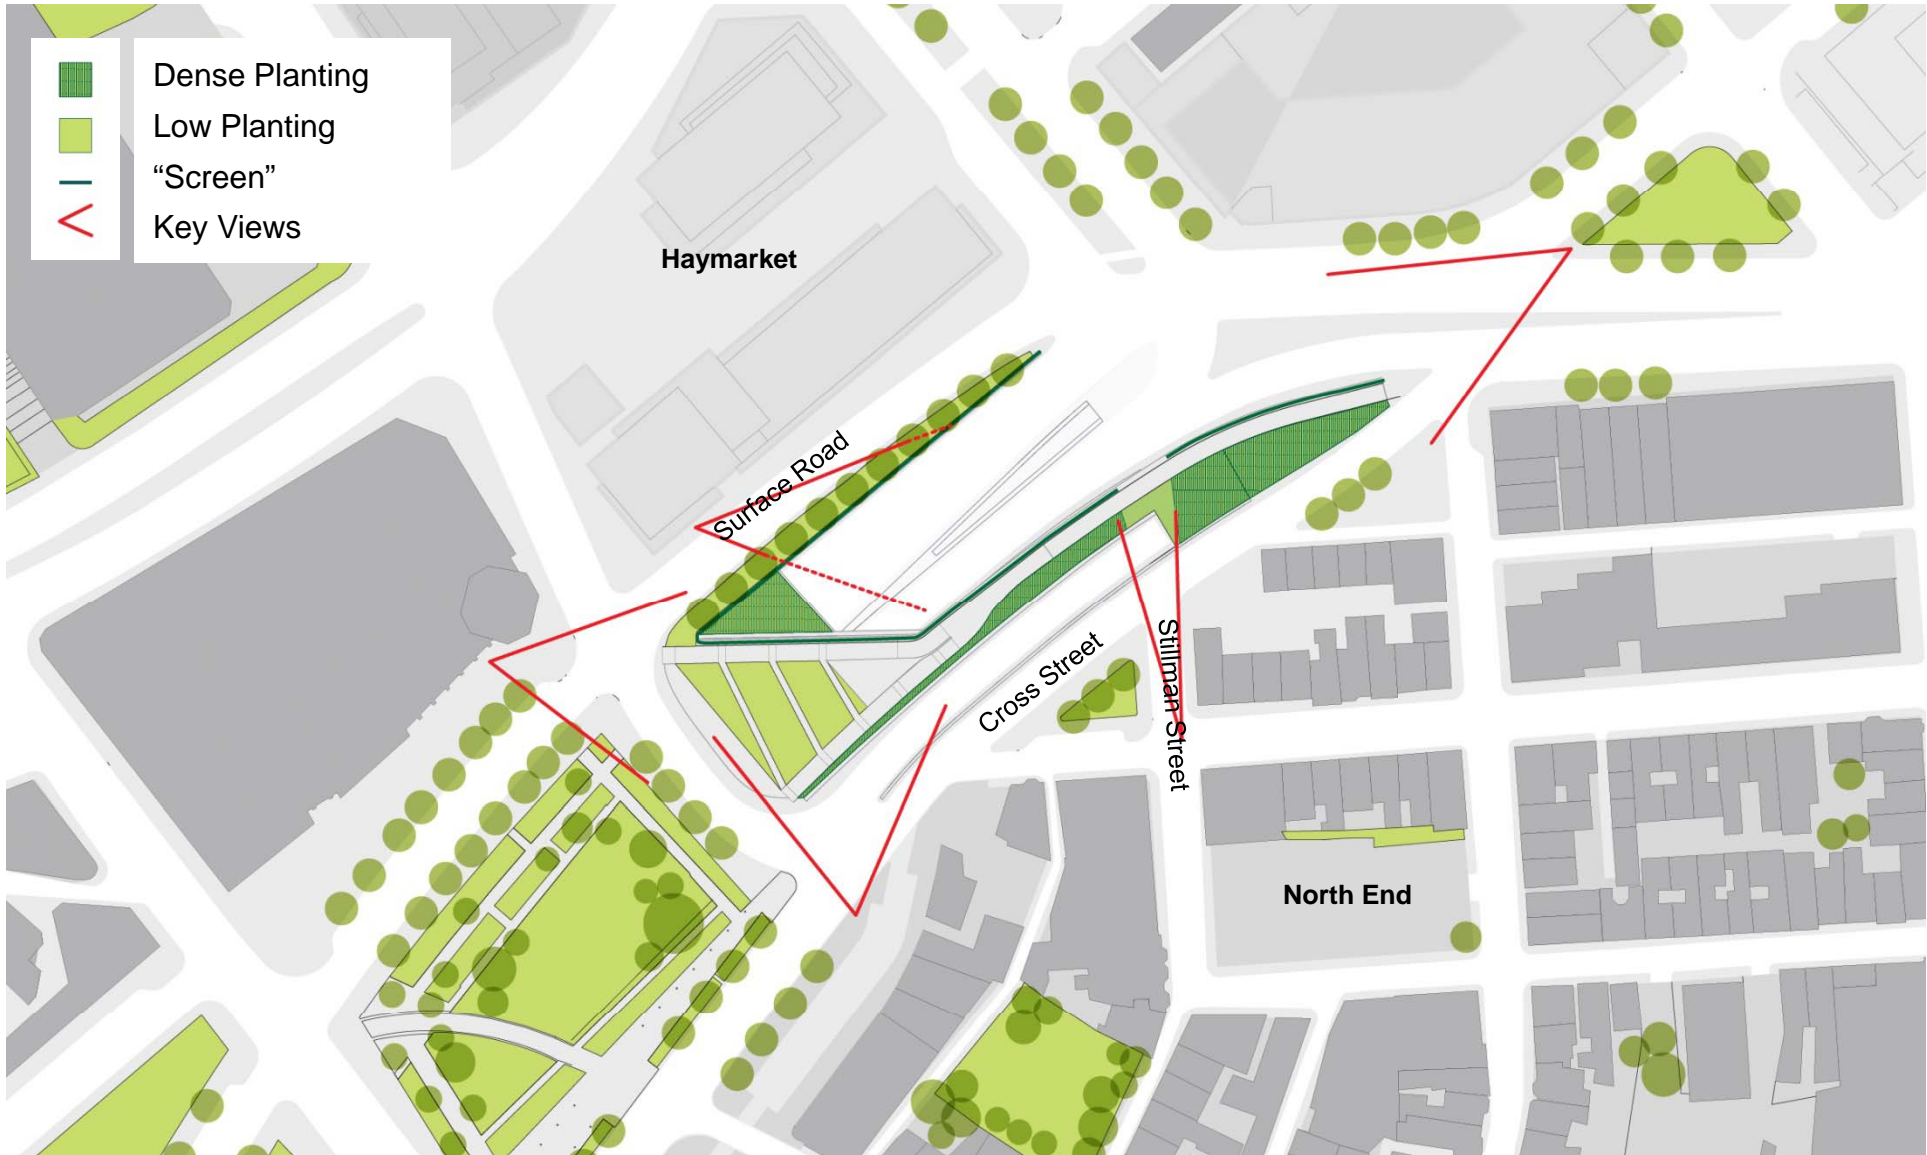 Dense Planting
Low Planting
“Screen”
Key Views
Haymarket
Surface Road
Cross Street
Stillman Street
North End